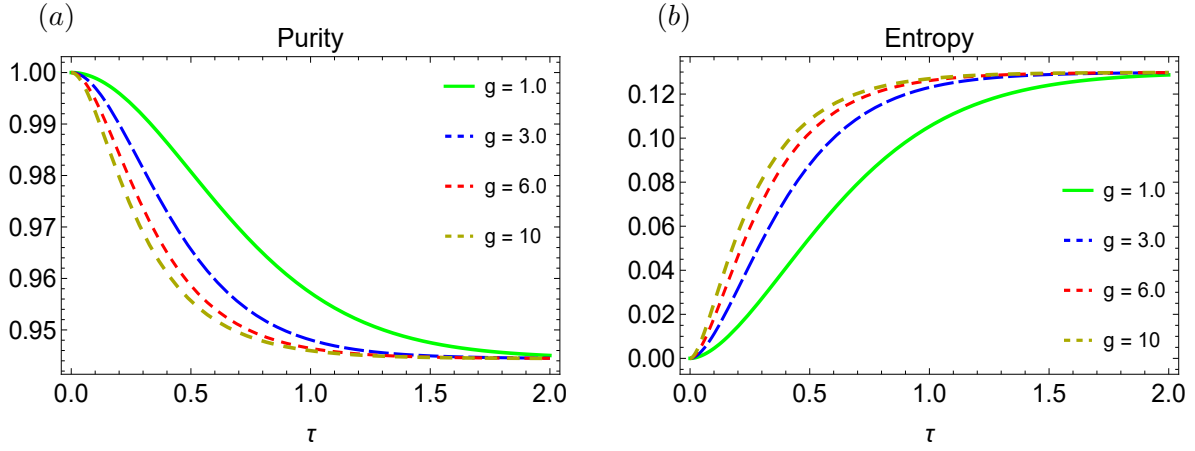 (a)
Purity
1.00
0.99
0.98
0.97
0.96
0.95
0.0 0.5 1.0 1.5 2.0
τ
g = 1.0
g = 3.0
g = 6.0
g = 10
(b)
Entropy
0.12
0.10
0.08
0.06
0.04
0.02
0.00
0.0 0.5 1.0 1.5 2.0
τ
g = 1.0
g = 3.0
g = 6.0
g = 10